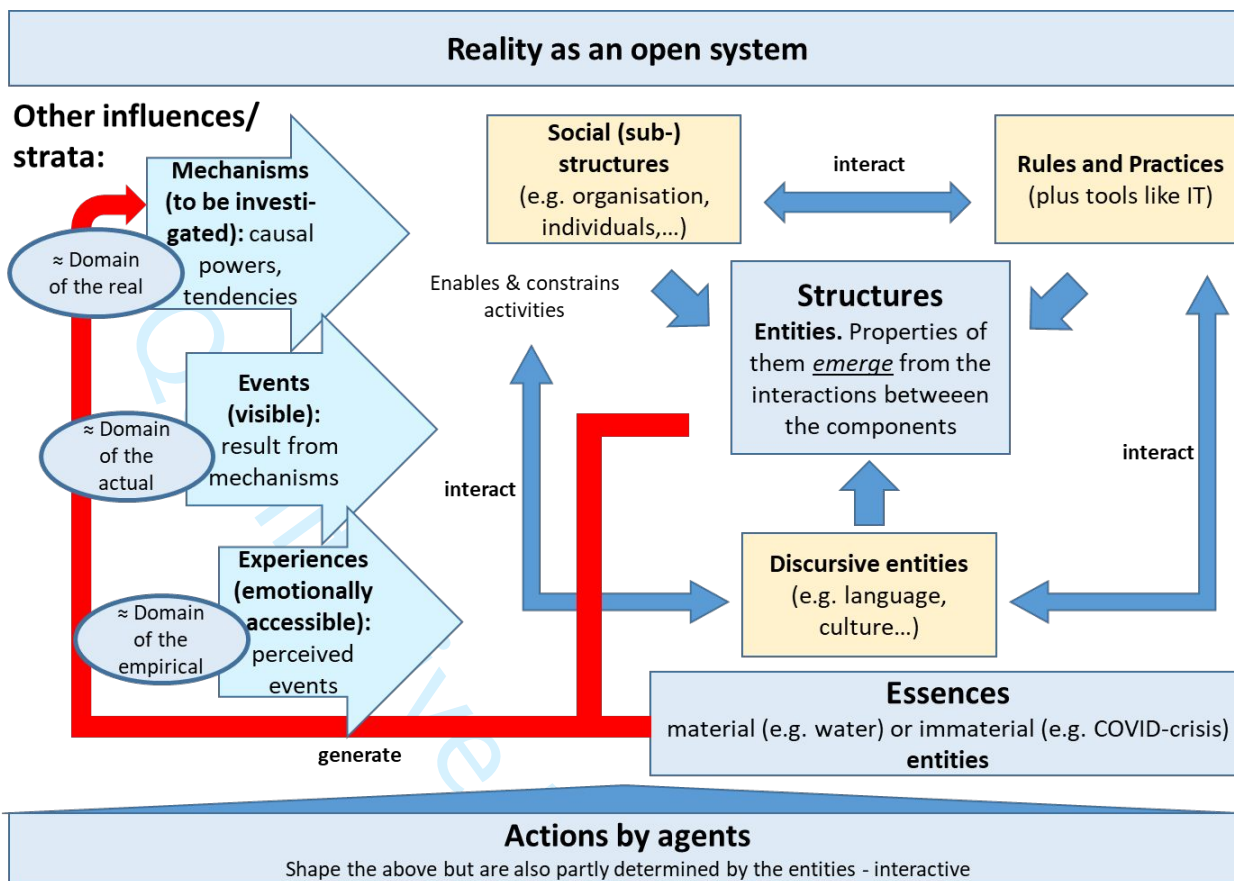 Reality as an open system
Other influences/
strata:
Mechanisms
(to be investi-
gated): causal
powers,
tendencies
≈ Domain
of the real
Events
(visible):
result from
mechanisms
≈ Domain
of the
actual
Experiences
(emotionally
accessible):
perceived
events
≈ Domain
of the
empirical
generate
Social (sub-)
structures
(e.g. organisation,
individuals,…)
interact
Rules and Practices
(plus tools like IT)
Enables & constrains
activities
Structures
Entities. Properties of
them emerge from the
interactions betweeen
the components
interact
interact
Discursive entities
(e.g. language,
culture…)
Essences
material (e.g. water) or immaterial (e.g. COVID-crisis)
entities
Actions by agents
Shape the above but are also partly determined by the entities - interactive